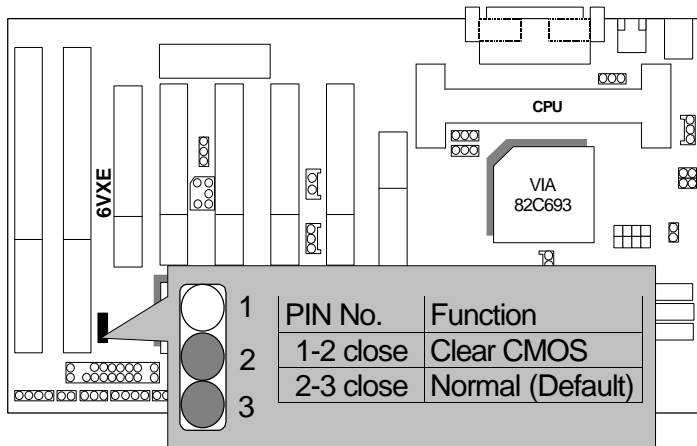 CPU
6VXE
VIA
82C693
1
2
3
PIN No. Function
1-2 close Clear CMOS
2-3 close Normal (Default)